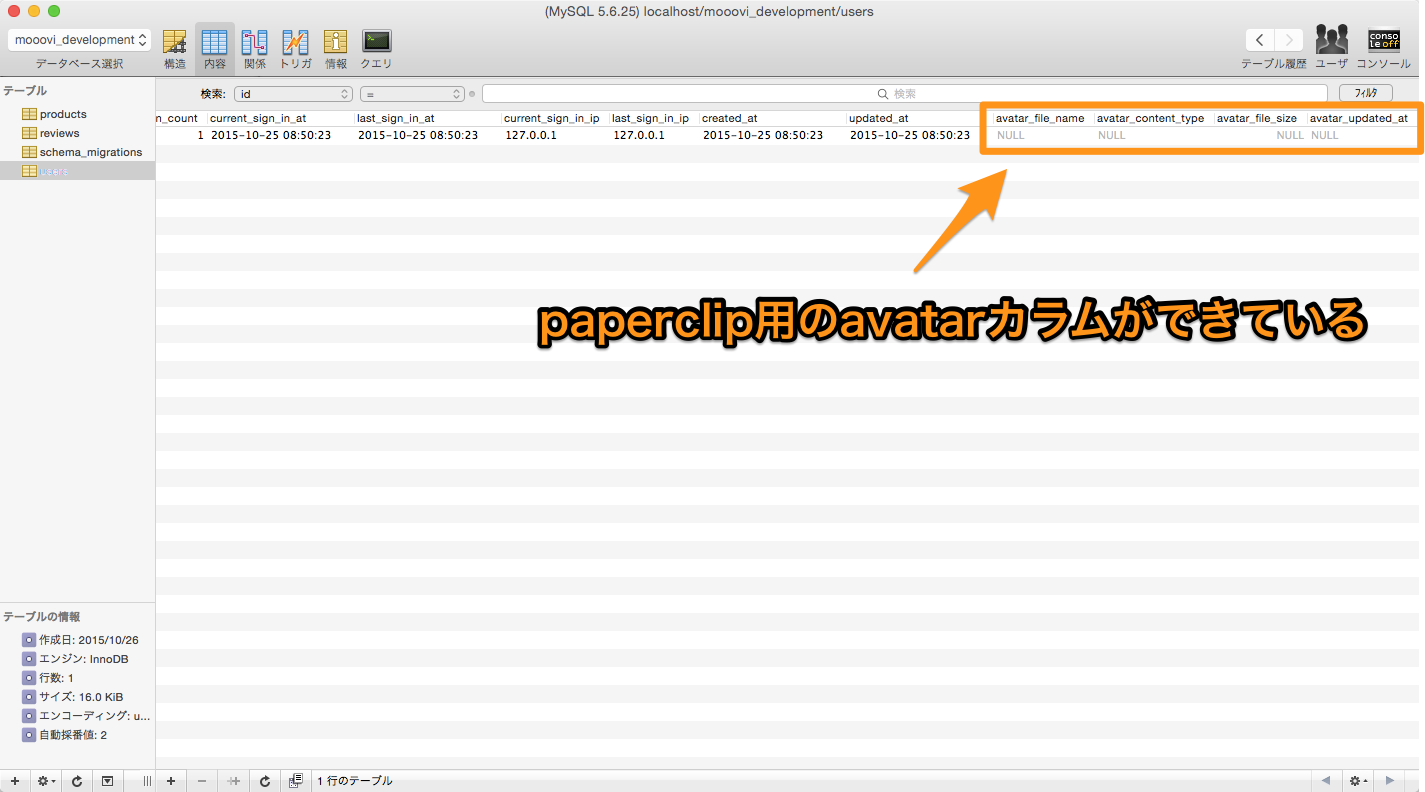 (MySQL 5.6.25) localhost/mooovi_development/users
mooovi_development
データベース選択 構造 内容 関係 トリガ 情報 クエリ テーブル履歴 ユーザ コンソール
conso
le off
テーブル
products
reviews
schema_migrations
users
検索: id = 検索 フィルタ
n_count current_sign_in_at last_sign_in_at current_sign_in_ip last_sign_in_ip created_at updated_at avatar_file_name avatar_content_type avatar_file_size avatar_updated_at
1 2015-10-25 08:50:23 2015-10-25 08:50:23 127.0.0.1 127.0.0.1 2015-10-25 08:50:23 2015-10-25 08:50:23 NULL NULL NULL NULL
paperclip用のavatarカラムができている
テーブルの情報
作成日: 2015/10/26
エンジン: InnoDB
行数: 1
サイズ: 16.0 KiB
エンコーディング: u...
自動採番値: 2
1 行のテーブル